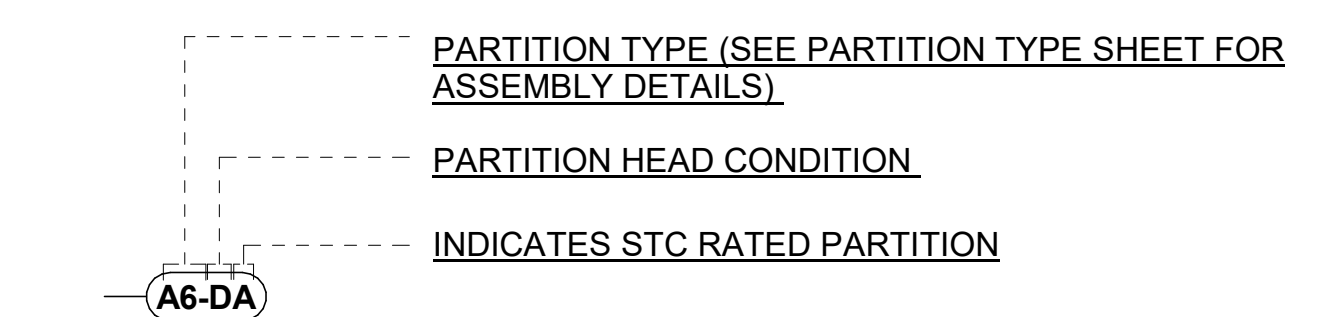 PARTITION TYPE (SEE PARTITION TYPE SHEET FOR
ASSEMBLY DETAILS)
PARTITION HEAD CONDITION
INDICATES STC RATED PARTITION
A6-DA